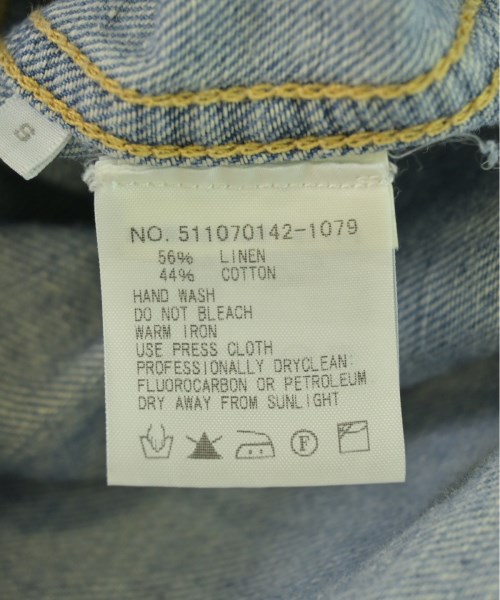 S
NO. 511070142-1079
56% LINEN
44% COTTON
HAND WASH
DO NOT BLEACH
WARM IRON
USE PRESS CLOTH
PROFESSIONALLY DRYCLEAN:
FLUOROCARBON OR PETROLEUM
DRY AWAY FROM SUNLIGHT
F